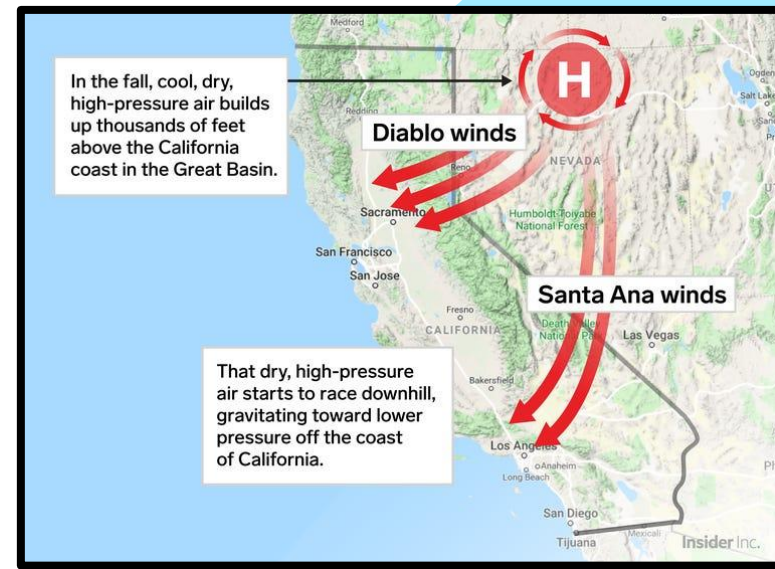 Medford
In the fall, cool, dry,
high-pressure air builds
up thousands of feet
above the California
coast in the Great Basin.
H
Ogden
Salt Lake
Redding
Diablo winds
Reno
NEVADA
Sacramento
Humboldt-Toiyabe
National Forest
San Francisco
San Jose
Santa Ana winds
Fresno
CALIFORNIA
Death Valley
National Park
Las Vegas
That dry, high-pressure
air starts to race downhill,
gravitating toward lower
pressure off the coast
of California.
Bakersfield
Los Angeles
Anaheim
Long Beach
San Diego
Tijuana
Mexicali
Insider Inc.